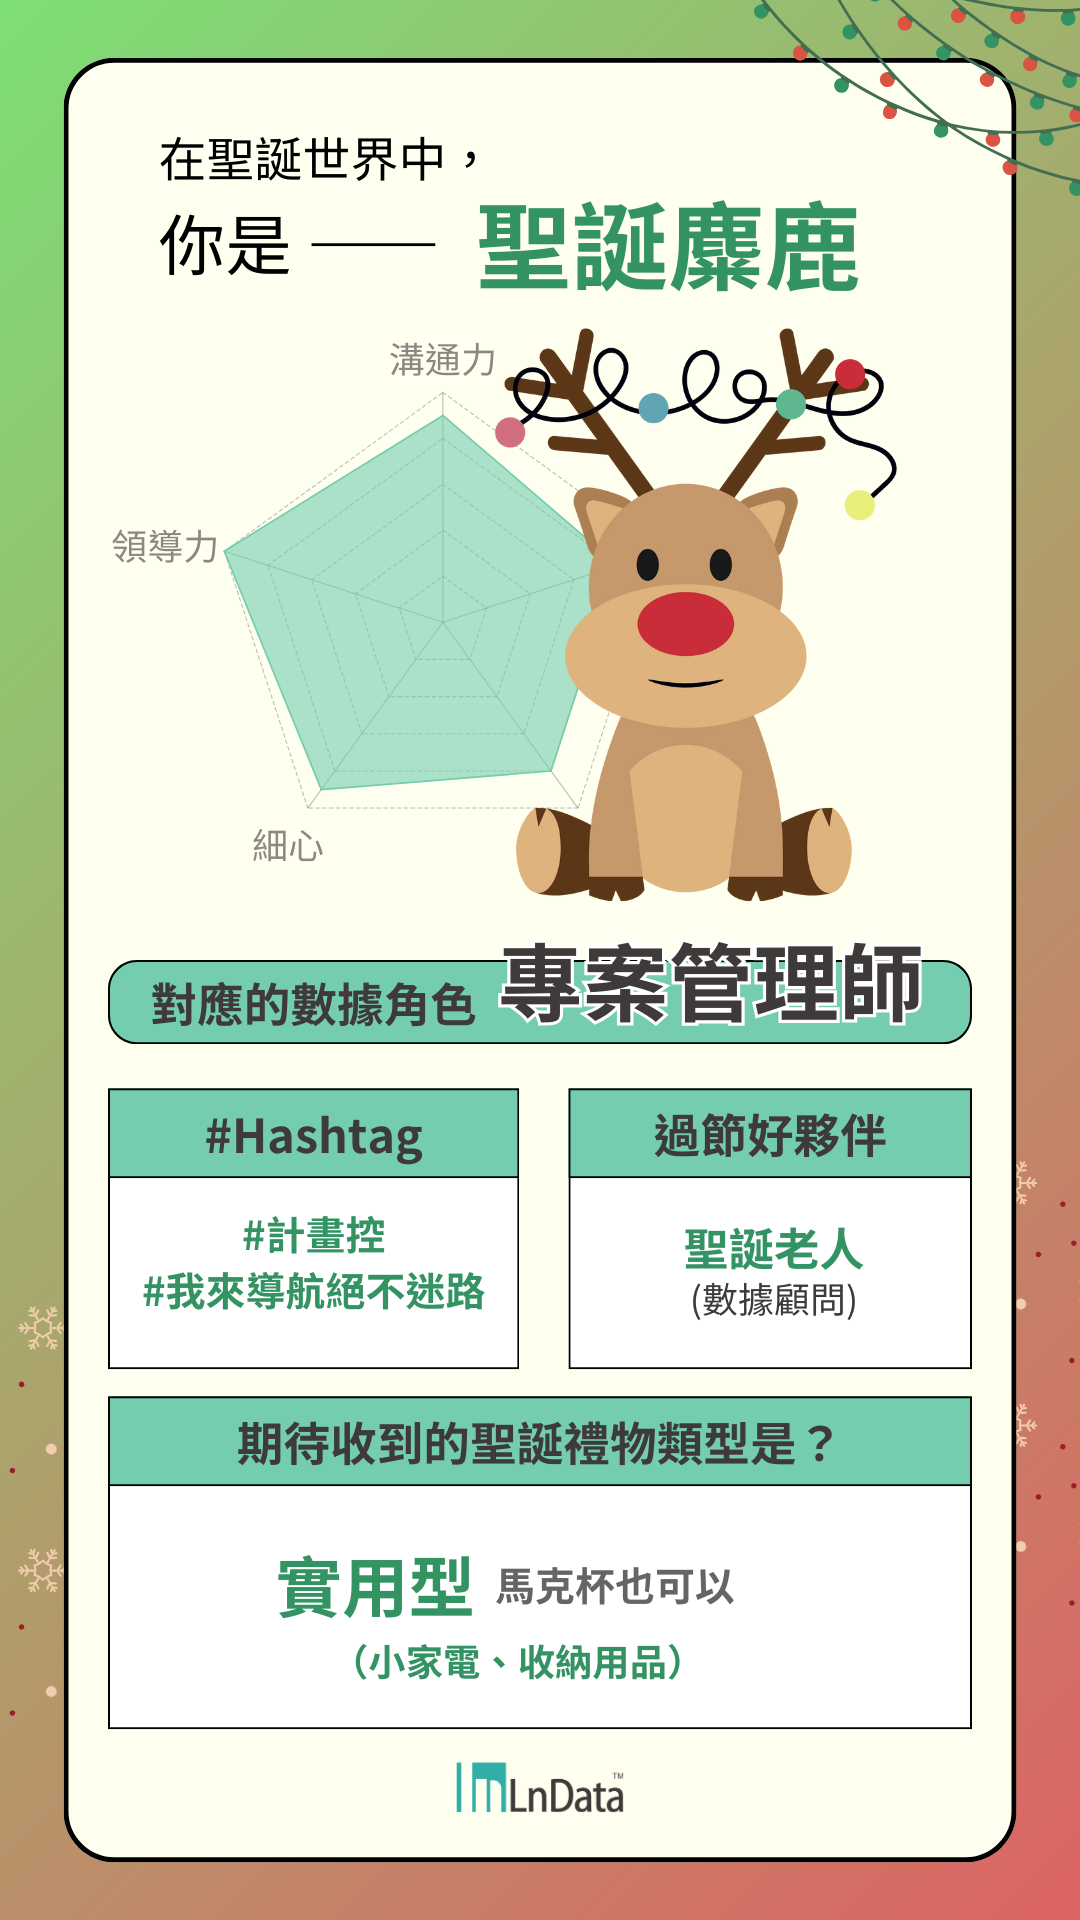 在聖誕世界中，
你是 —— 聖誕麋鹿
溝通力
領導力
細心
對應的數據角色 專案管理師
#Hashtag
#計畫控
#我來導航絕不迷路
過節好夥伴
聖誕老人
(數據顧問)
期待收到的聖誕禮物類型是？
實用型 馬克杯也可以
（小家電、收納用品）
LnData™